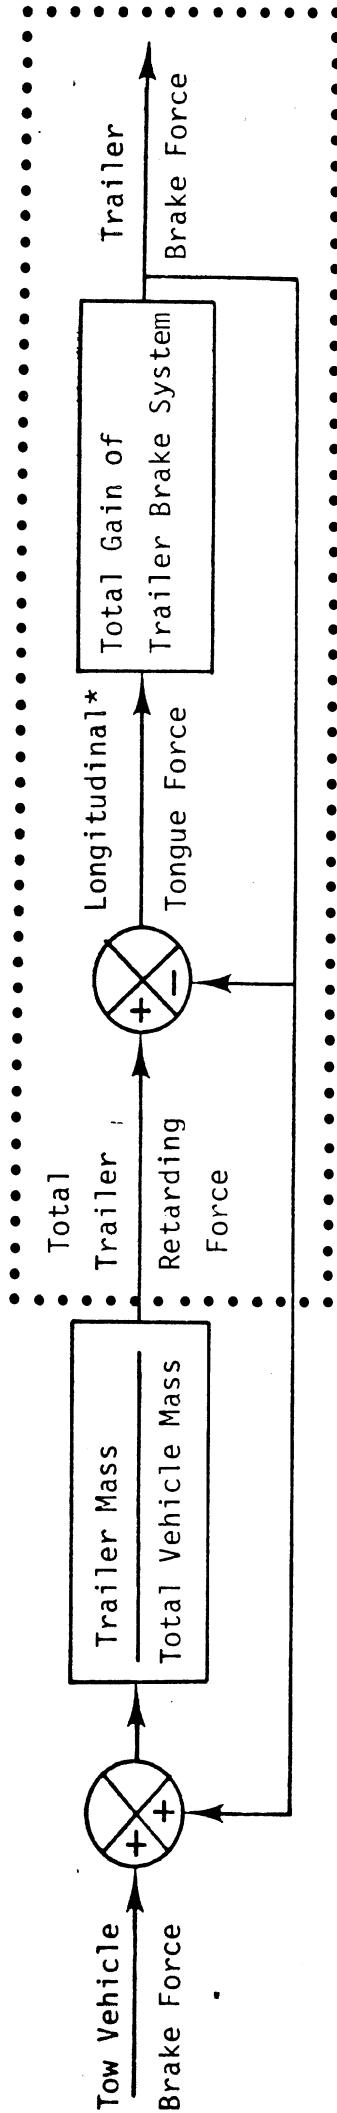 Tow Vehicle
Brake Force
+
+
Trailer Mass
Total Vehicle Mass
Total
Trailer
Retarding
Force
+
−
Longitudinal*
Tongue Force
Total Gain of
Trailer Brake System
Trailer
Brake Force